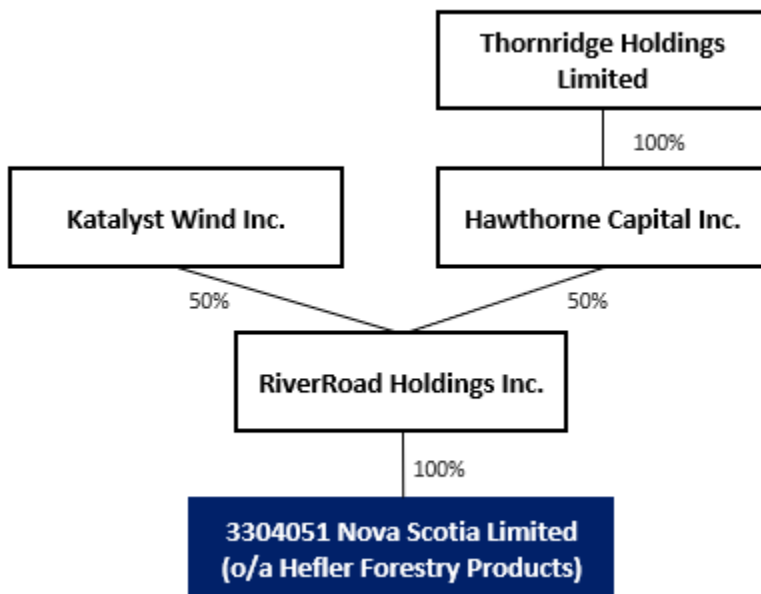 Thornridge Holdings
Limited
100%
Katalyst Wind Inc.
Hawthorne Capital Inc.
50%
50%
RiverRoad Holdings Inc.
100%
3304051 Nova Scotia Limited
(o/a Hefler Forestry Products)